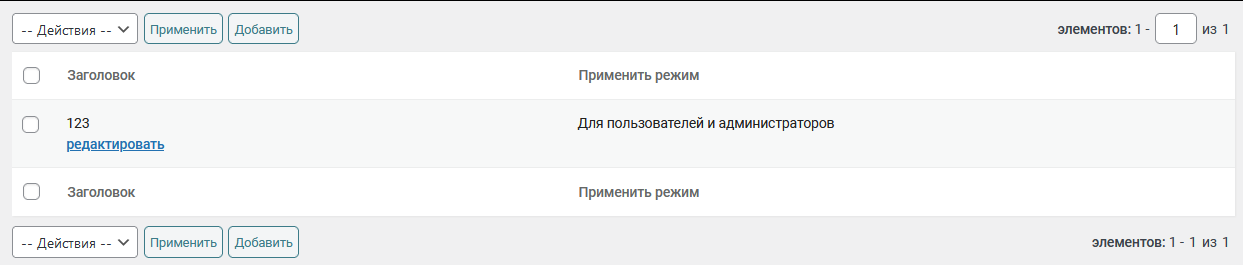 -- Действия -- Применить Добавить элементов: 1 - 1 из 1
Заголовок Применить режим
123 Для пользователей и администраторов
редактировать
Заголовок Применить режим
-- Действия -- Применить Добавить элементов: 1 - 1 из 1